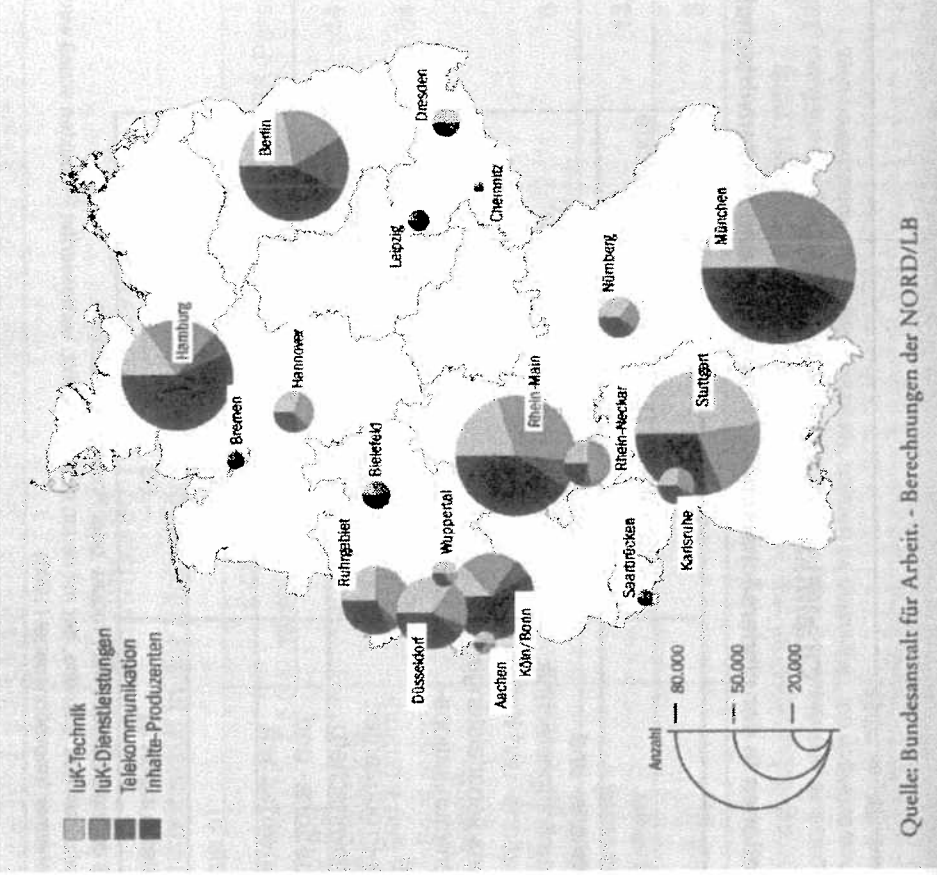 IuK-Technik
IuK-Dienstleistungen
Telekommunikation
Inhalte-Produzenten
Hamburg
Berlin
Bremen
Hannover
Bielefeld
Leipzig
Dresden
Chemnitz
Ruhrgebiet
Düsseldorf
Wuppertal
Aachen
Köln/Bonn
Rhein-Main
Rhein-Neckar
Nürnberg
Saarbrücken
Karlsruhe
Stuttgart
München
Anzahl
80.000
50.000
20.000
Quelle: Bundesanstalt für Arbeit. - Berechnungen der NORD/LB